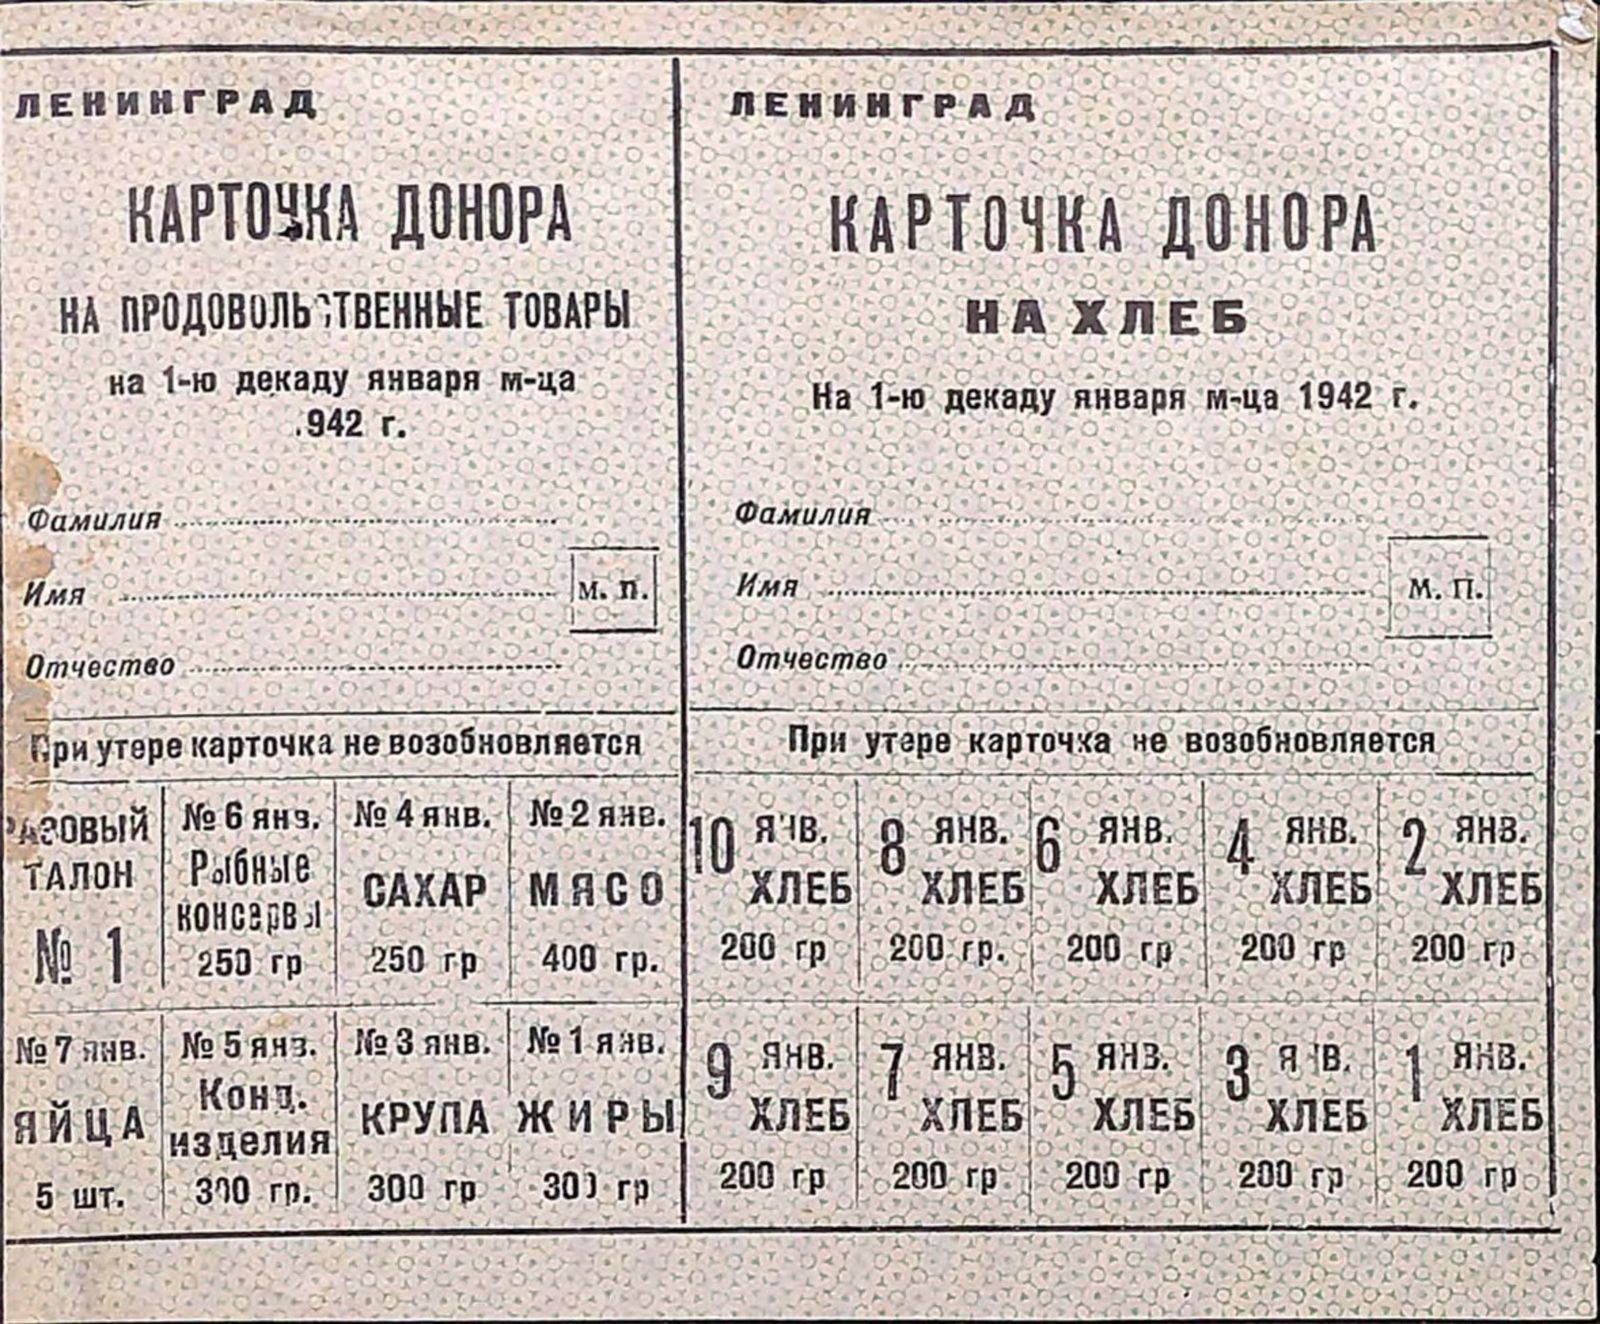 ЛЕНИНГРАД
КАРТОЧКА ДОНОРА
НА ПРОДОВОЛЬСТВЕННЫЕ ТОВАРЫ
на 1-ю декаду января м-ца
.942 г.
Фамилия
Имя
м. п.
Отчество
При утере карточка не возобновляется
РАЗОВЫЙ
ТАЛОН
№ 1
№ 6 янв.
Рыбные
консервы
250 гр
№ 4 янв.
САХАР
250 гр
№ 2 янв.
МЯСО
400 гр.
№ 7 янв.
ЯЙЦА
5 шт.
№ 5 янв.
Конд.
изделия
300 гр.
№ 3 янв.
КРУПА
300 гр
№ 1 янв.
ЖИРЫ
300 гр
ЛЕНИНГРАД
КАРТОЧКА ДОНОРА
НА ХЛЕБ
На 1-ю декаду января м-ца 1942 г.
Фамилия
Имя
м. п.
Отчество
При утере карточка не возобновляется
10 ЯНВ.
ХЛЕБ
200 гр
8 ЯНВ.
ХЛЕБ
200 гр.
6 ЯНВ.
ХЛЕБ
200 гр
4 ЯНВ.
ХЛЕБ
200 гр
2 ЯНВ.
ХЛЕБ
200 гр
9 ЯНВ.
ХЛЕБ
200 гр
7 ЯНВ.
ХЛЕБ
200 гр
5 ЯНВ.
ХЛЕБ
200 гр
3 ЯНВ.
ХЛЕБ
200 гр
1 ЯНВ.
ХЛЕБ
200 гр